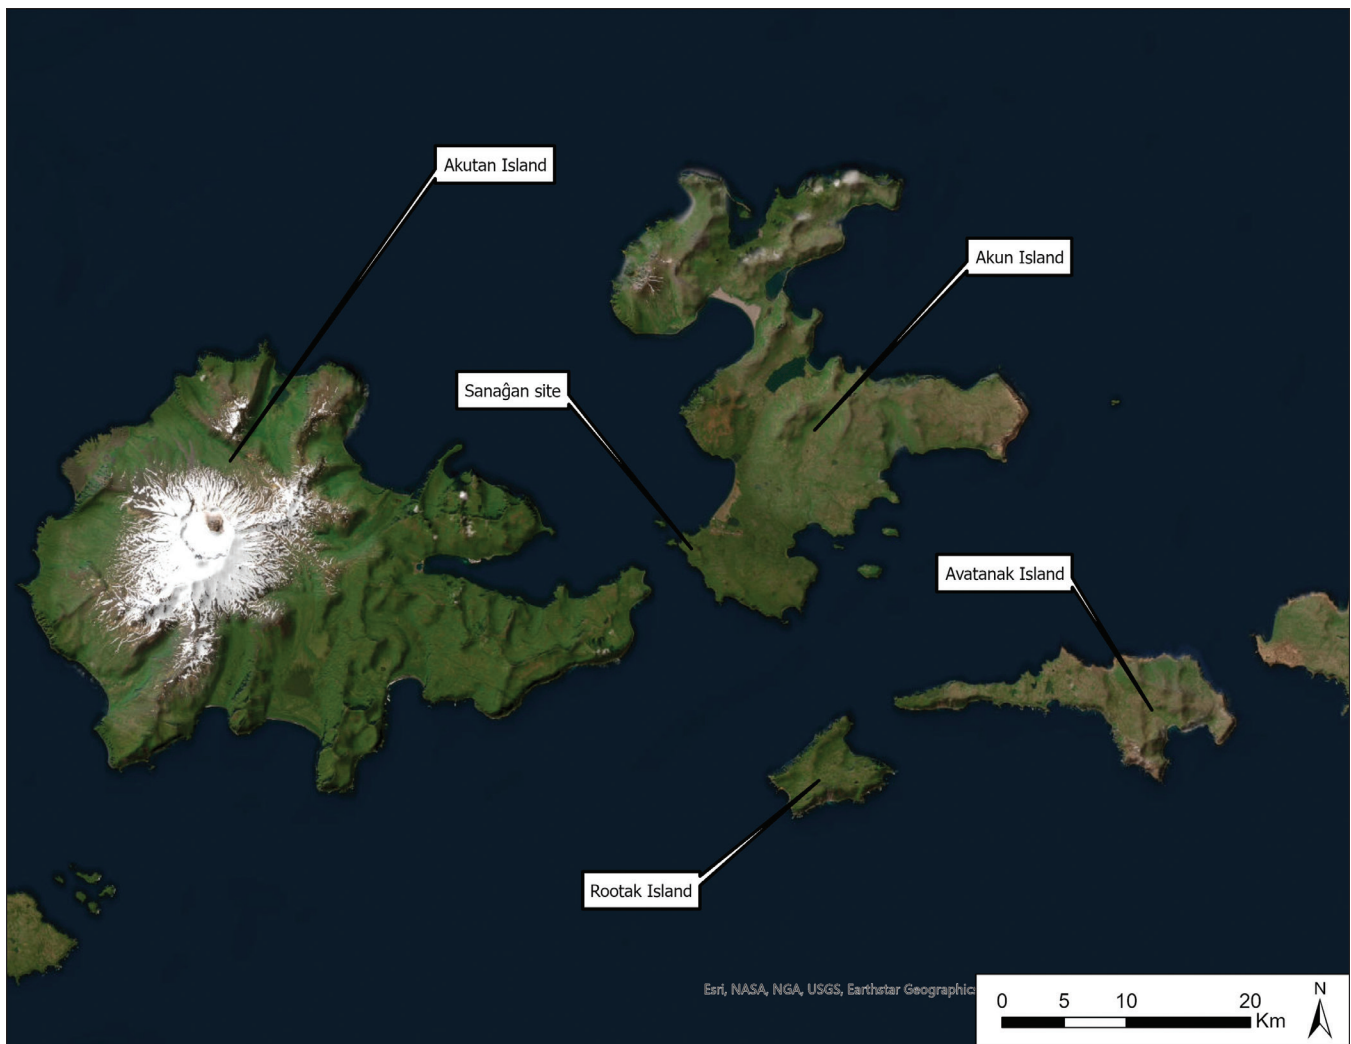 Akutan Island
Akun Island
Sanaĝan site
Avatanak Island
Rootak Island
Esri, NASA, NGA, USGS, Earthstar Geographics
0 5 10 20 Km
N